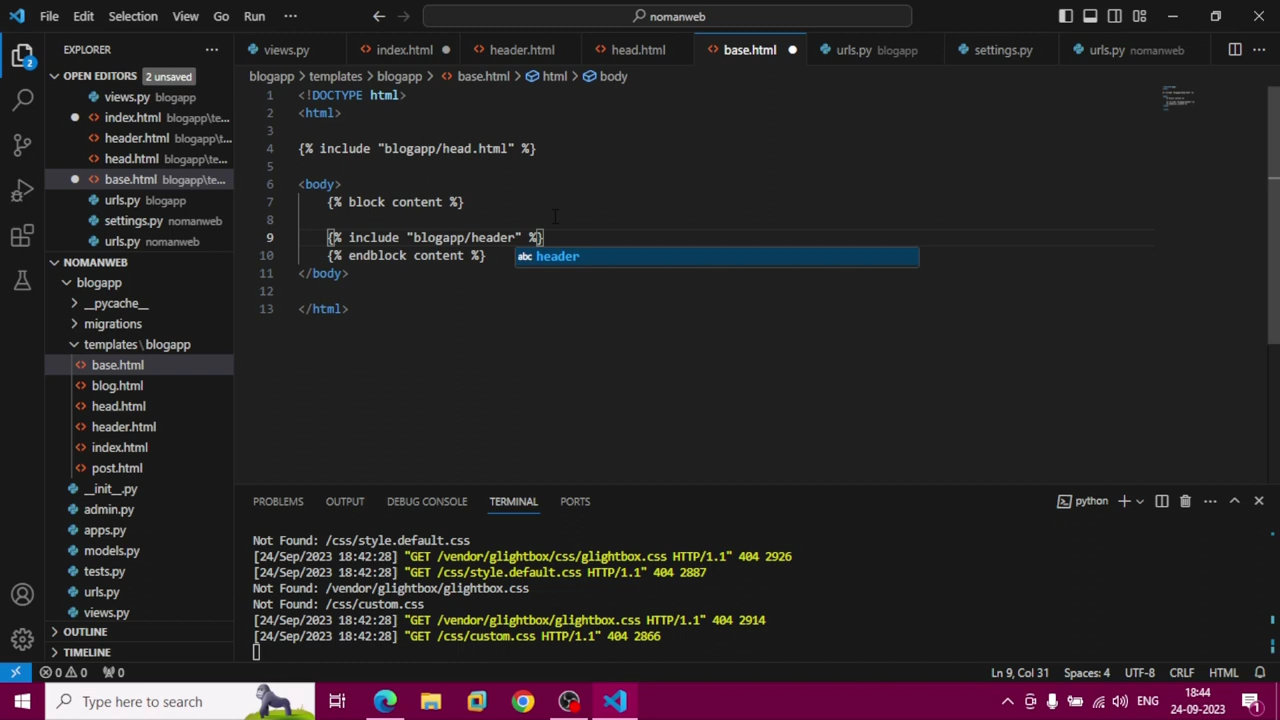 File Edit Selection View Go Run ··· nomanweb
EXPLORER ···
OPEN EDITORS 2 unsaved
views.py blogapp
index.html blogapp\te...
header.html blogapp\te...
head.html blogapp\te...
base.html blogapp\te...
urls.py blogapp
settings.py nomanweb
urls.py nomanweb
NOMANWEB
blogapp
__pycache__
migrations
templates \ blogapp
base.html
blog.html
head.html
header.html
index.html
post.html
__init__.py
admin.py
apps.py
models.py
tests.py
urls.py
views.py
OUTLINE
TIMELINE
views.py index.html header.html head.html base.html urls.py blogapp settings.py urls.py nomanweb
blogapp > templates > blogapp > base.html > html > body
1 <!DOCTYPE html>
2 <html>
3
4 {% include "blogapp/head.html" %}
5
6 <body>
7 {% block content %}
8
9 {% include "blogapp/header" %}
10 {% endblock content %}
abc header
11 </body>
12
13 </html>
PROBLEMS OUTPUT DEBUG CONSOLE TERMINAL PORTS python
Not Found: /css/style.default.css
[24/Sep/2023 18:42:28] "GET /vendor/glightbox/css/glightbox.css HTTP/1.1" 404 2926
[24/Sep/2023 18:42:28] "GET /css/style.default.css HTTP/1.1" 404 2887
Not Found: /vendor/glightbox/glightbox.css
Not Found: /css/custom.css
[24/Sep/2023 18:42:28] "GET /vendor/glightbox/glightbox.css HTTP/1.1" 404 2914
[24/Sep/2023 18:42:28] "GET /css/custom.css HTTP/1.1" 404 2866
0 0 0 Ln 9, Col 31 Spaces: 4 UTF-8 CRLF HTML
Type here to search ENG 18:44
24-09-2023